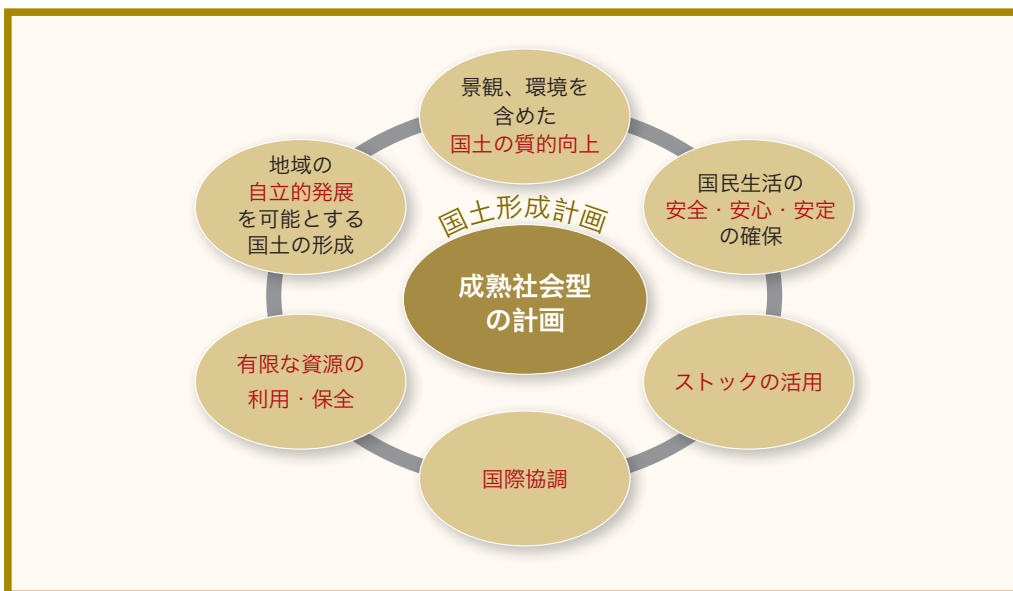 景観、環境を
含めた
国土の質的向上
地域の
自立的発展
を可能とする
国土の形成
国民生活の
安全・安心・安定
の確保
国土形成計画
成熟社会型
の計画
有限な資源の
利用・保全
ストックの活用
国際協調